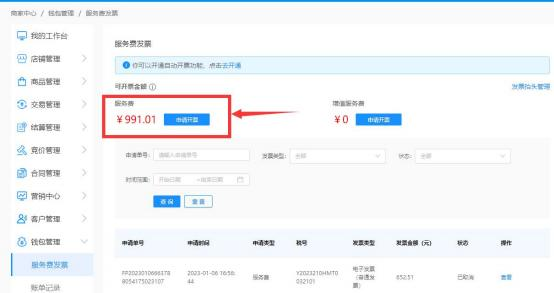 商家中心 / 钱包管理 / 服务费发票
我的工作台
店铺管理
商品管理
交易管理
结算管理
竞价管理
合同管理
营销中心
客户管理
钱包管理
服务费发票
账单记录
服务费发票
你可以开通自动开票功能，点击去开通
可开票金额
发票抬头管理
服务费
¥991.01 申请开票
增值服务费
¥0 申请开票
申请单号： 请输入申请单号
发票类型： 全部
状态： 全部
时间范围： 开始日期 ~结束日期
查询 重置
申请单号 申请时间 申请类型 税号 发票类型 发票金额（元） 状态 操作
FP2023010666378
8054175023107
2023-01-06 16:56:
44
服务费
Y2023210HMT0
032101
电子发票
（普通发
票）
652.51
已取消
查看